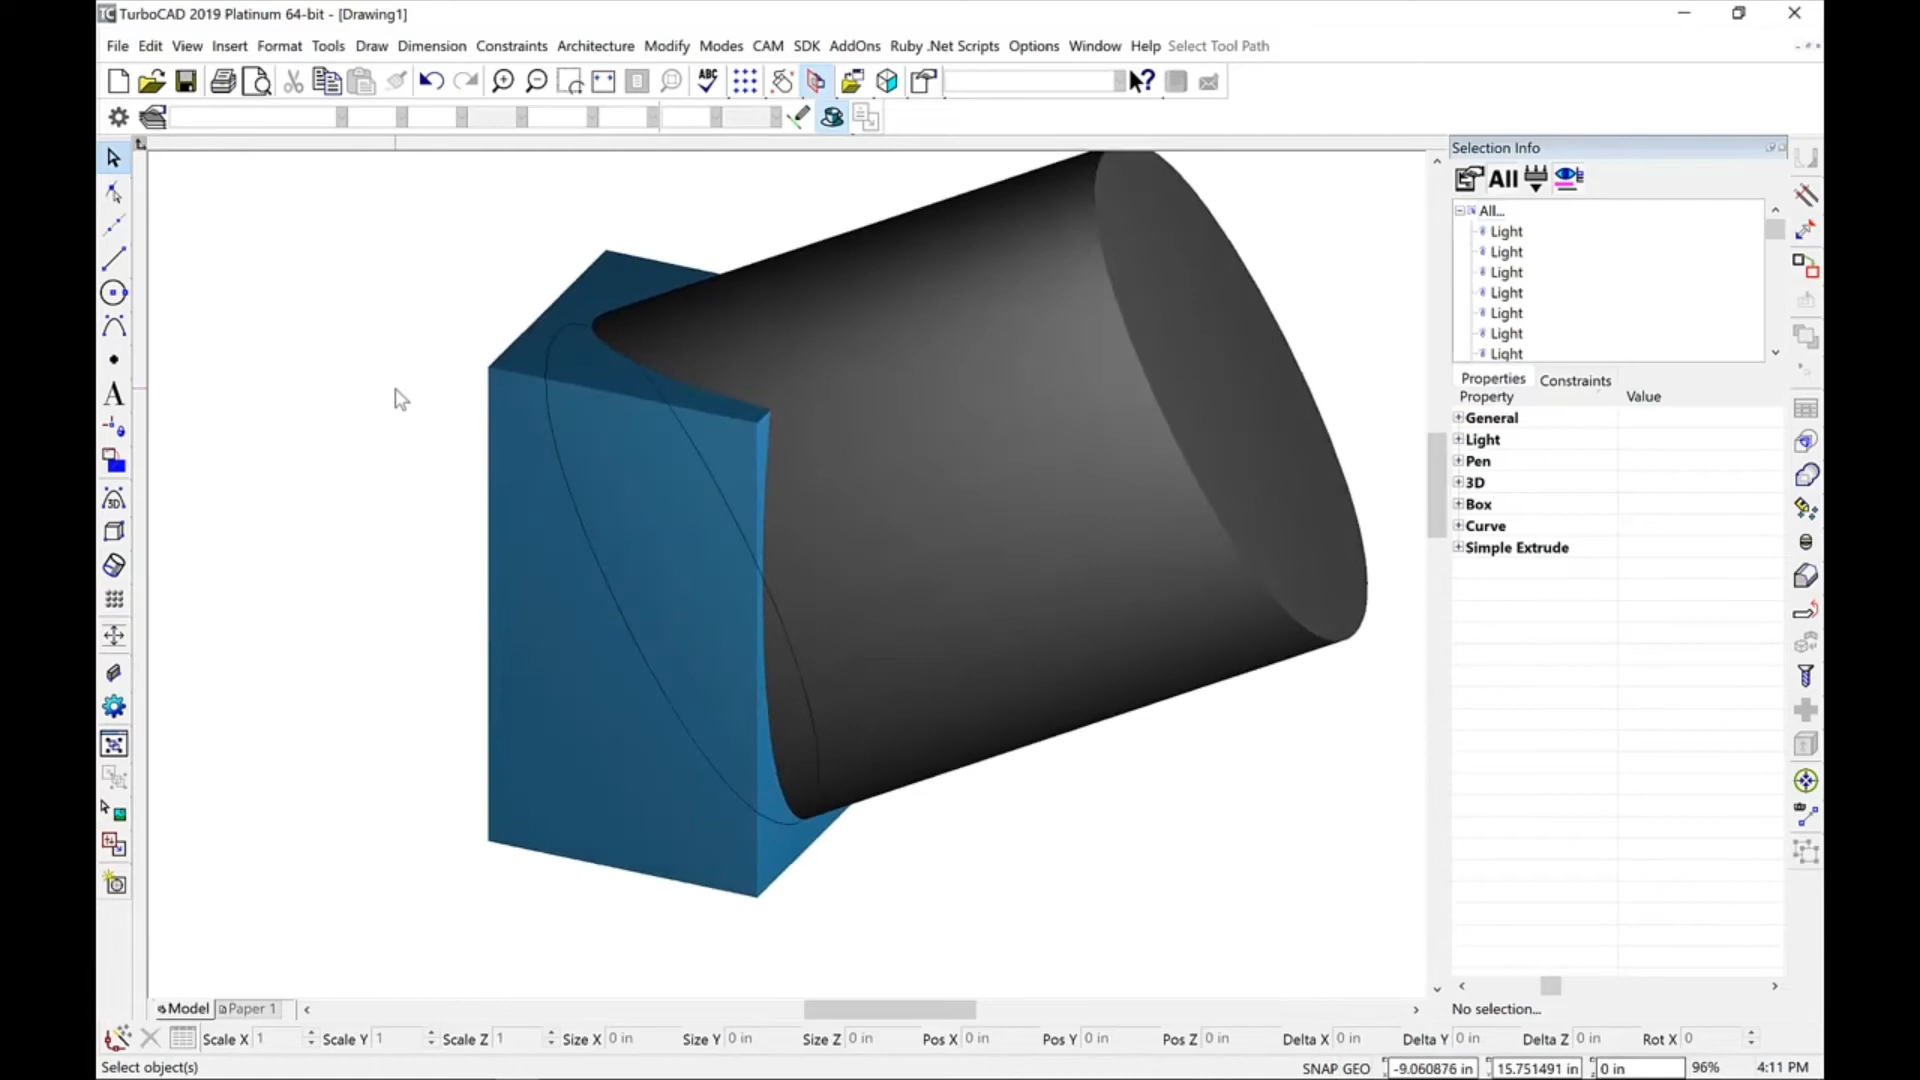 TC TurboCAD 2019 Platinum 64-bit - [Drawing1]
File Edit View Insert Format Tools Draw Dimension Constraints Architecture Modify Modes CAM SDK AddOns Ruby .Net Scripts Options Window Help Select Tool Path
ABC
?
Selection Info
All
All...
Light
Light
Light
Light
Light
Light
Light
Properties Constraints
Property Value
General
Light
Pen
3D
Box
Curve
Simple Extrude
A
3D
No selection...
Model Paper 1
Scale X 1 Scale Y 1 Scale Z 1 Size X 0 in Size Y 0 in Size Z 0 in Pos X 0 in Pos Y 0 in Pos Z 0 in Delta X 0 in Delta Y 0 in Delta Z 0 in Rot X 0
Select object(s) SNAP GEO -9.060876 in 15.751491 in 0 in 96% 4:11 PM